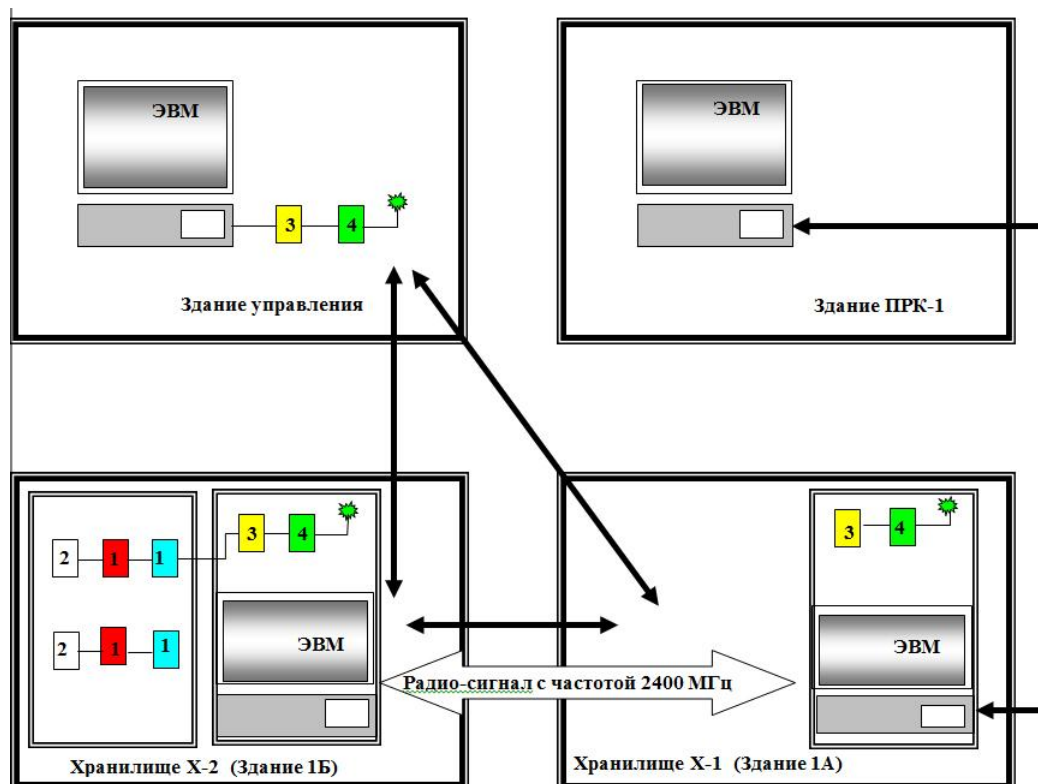 ЭВМ
3 4
Здание управления
ЭВМ
Здание ПРК-1
3 4
2 1 1
2 1 1
ЭВМ
Хранилище Х-2 (Здание 1Б)
Радио-сигнал с частотой 2400 МГц
3 4
ЭВМ
Хранилище Х-1 (Здание 1А)